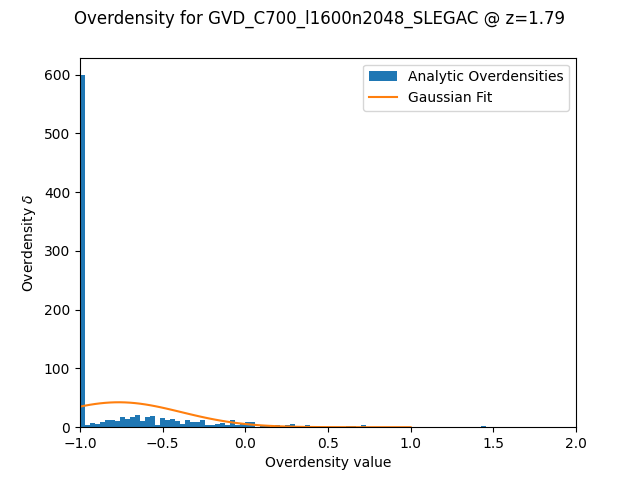 Overdensity for GVD_C700_l1600n2048_SLEGAC @ z=1.79
Analytic Overdensities
Gaussian Fit
Overdensity δ
600
500
400
300
200
100
0
−1.0 −0.5 0.0 0.5 1.0 1.5 2.0
Overdensity value